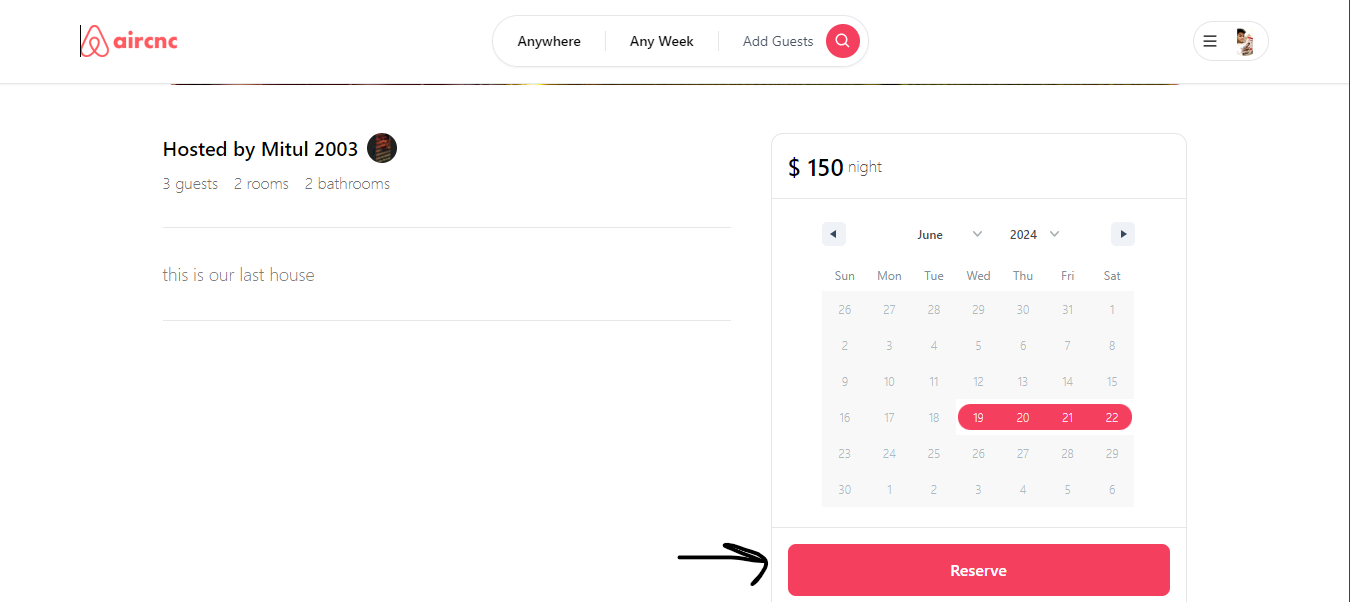 aircnc
Anywhere Any Week Add Guests
Hosted by Mitul 2003
3 guests 2 rooms 2 bathrooms
this is our last house
$ 150 night
June 2024
Sun Mon Tue Wed Thu Fri Sat
26 27 28 29 30 31 1
2 3 4 5 6 7 8
9 10 11 12 13 14 15
16 17 18 19 20 21 22
23 24 25 26 27 28 29
30 1 2 3 4 5 6
Reserve